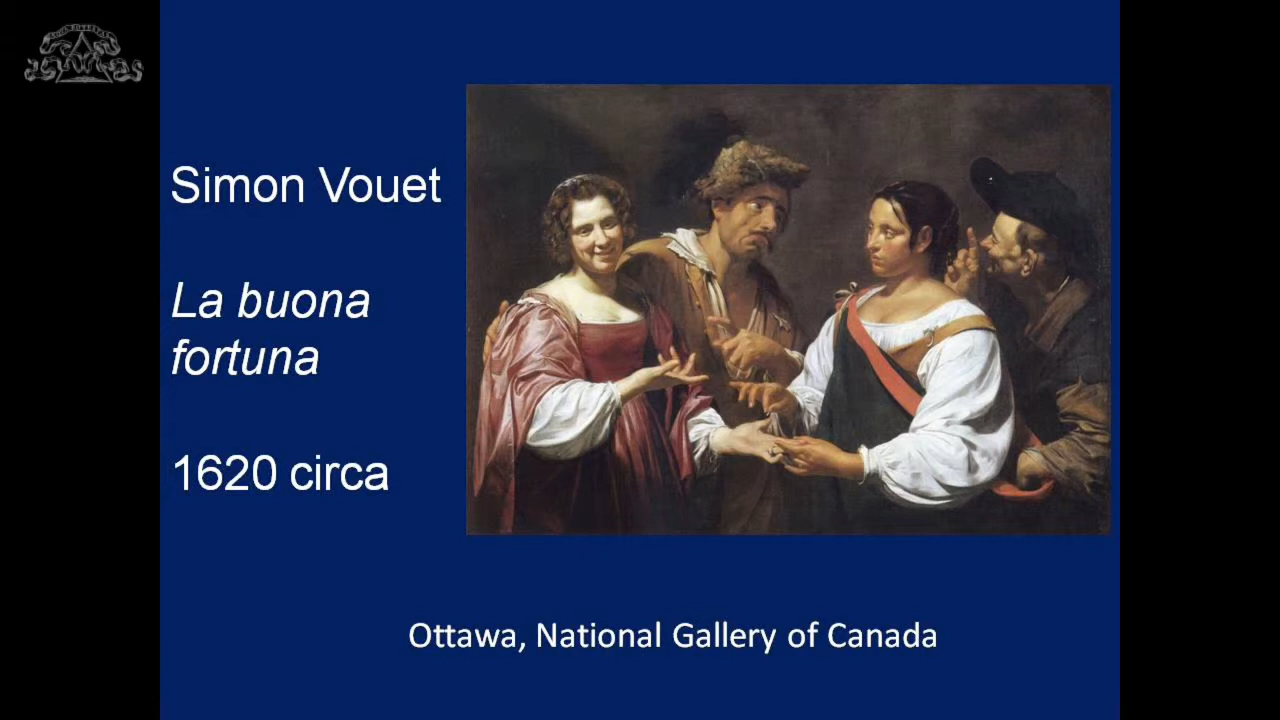 Simon Vouet
La buona
fortuna
1620 circa
Ottawa, National Gallery of Canada